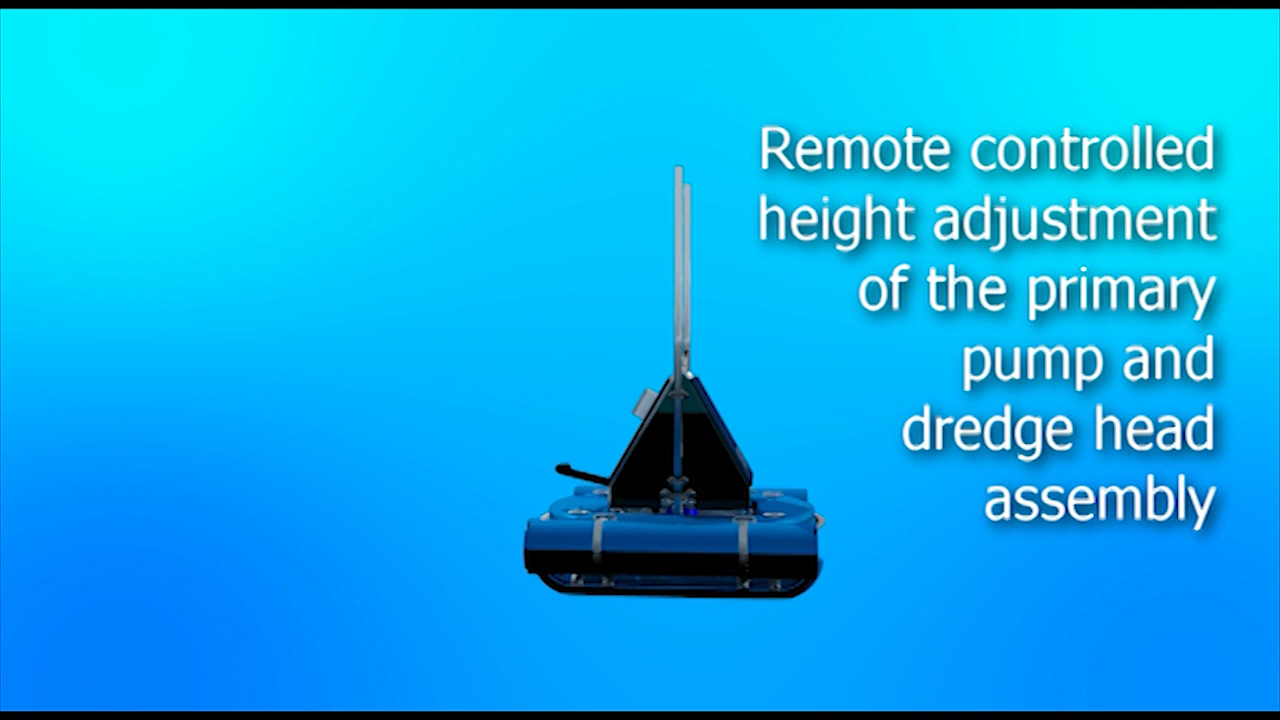 Remote controlled
height adjustment
of the primary
pump and
dredge head
assembly